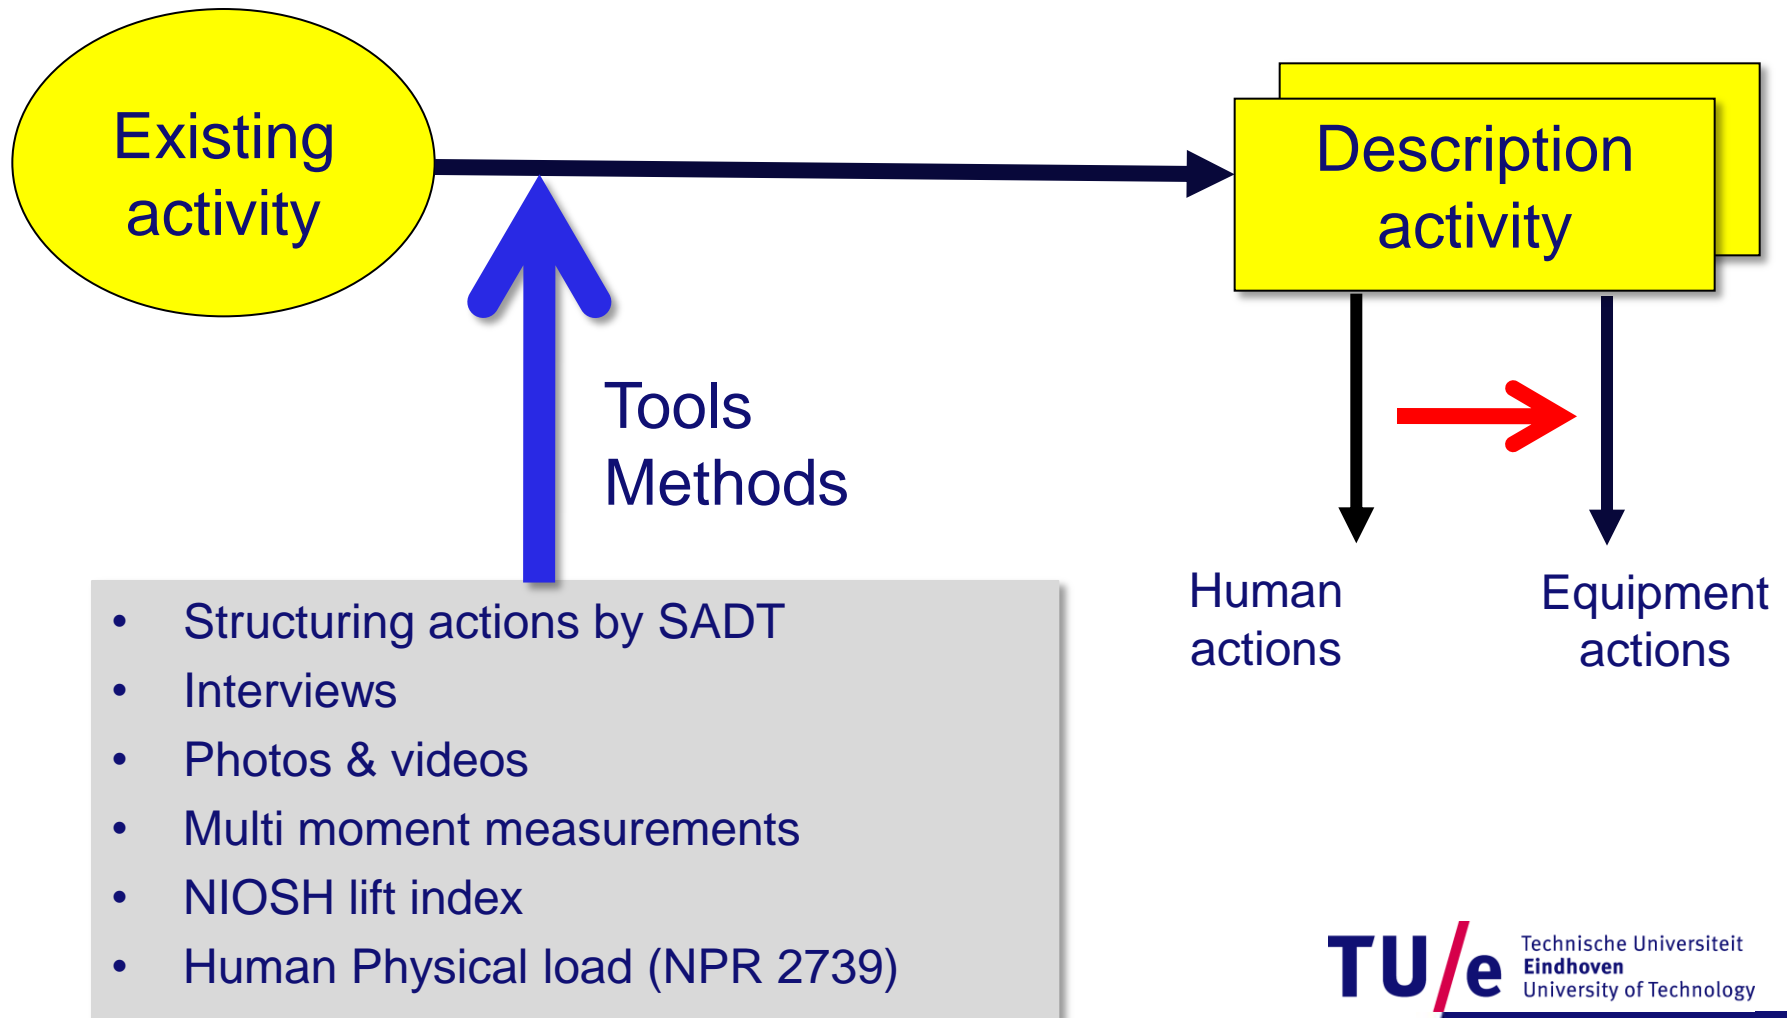 Existing
activity
Description
activity
Tools
Methods
Human
actions
Equipment
actions
• Structuring actions by SADT
• Interviews
• Photos & videos
• Multi moment measurements
• NIOSH lift index
• Human Physical load (NPR 2739)
TU/e
Technische Universiteit
Eindhoven
University of Technology